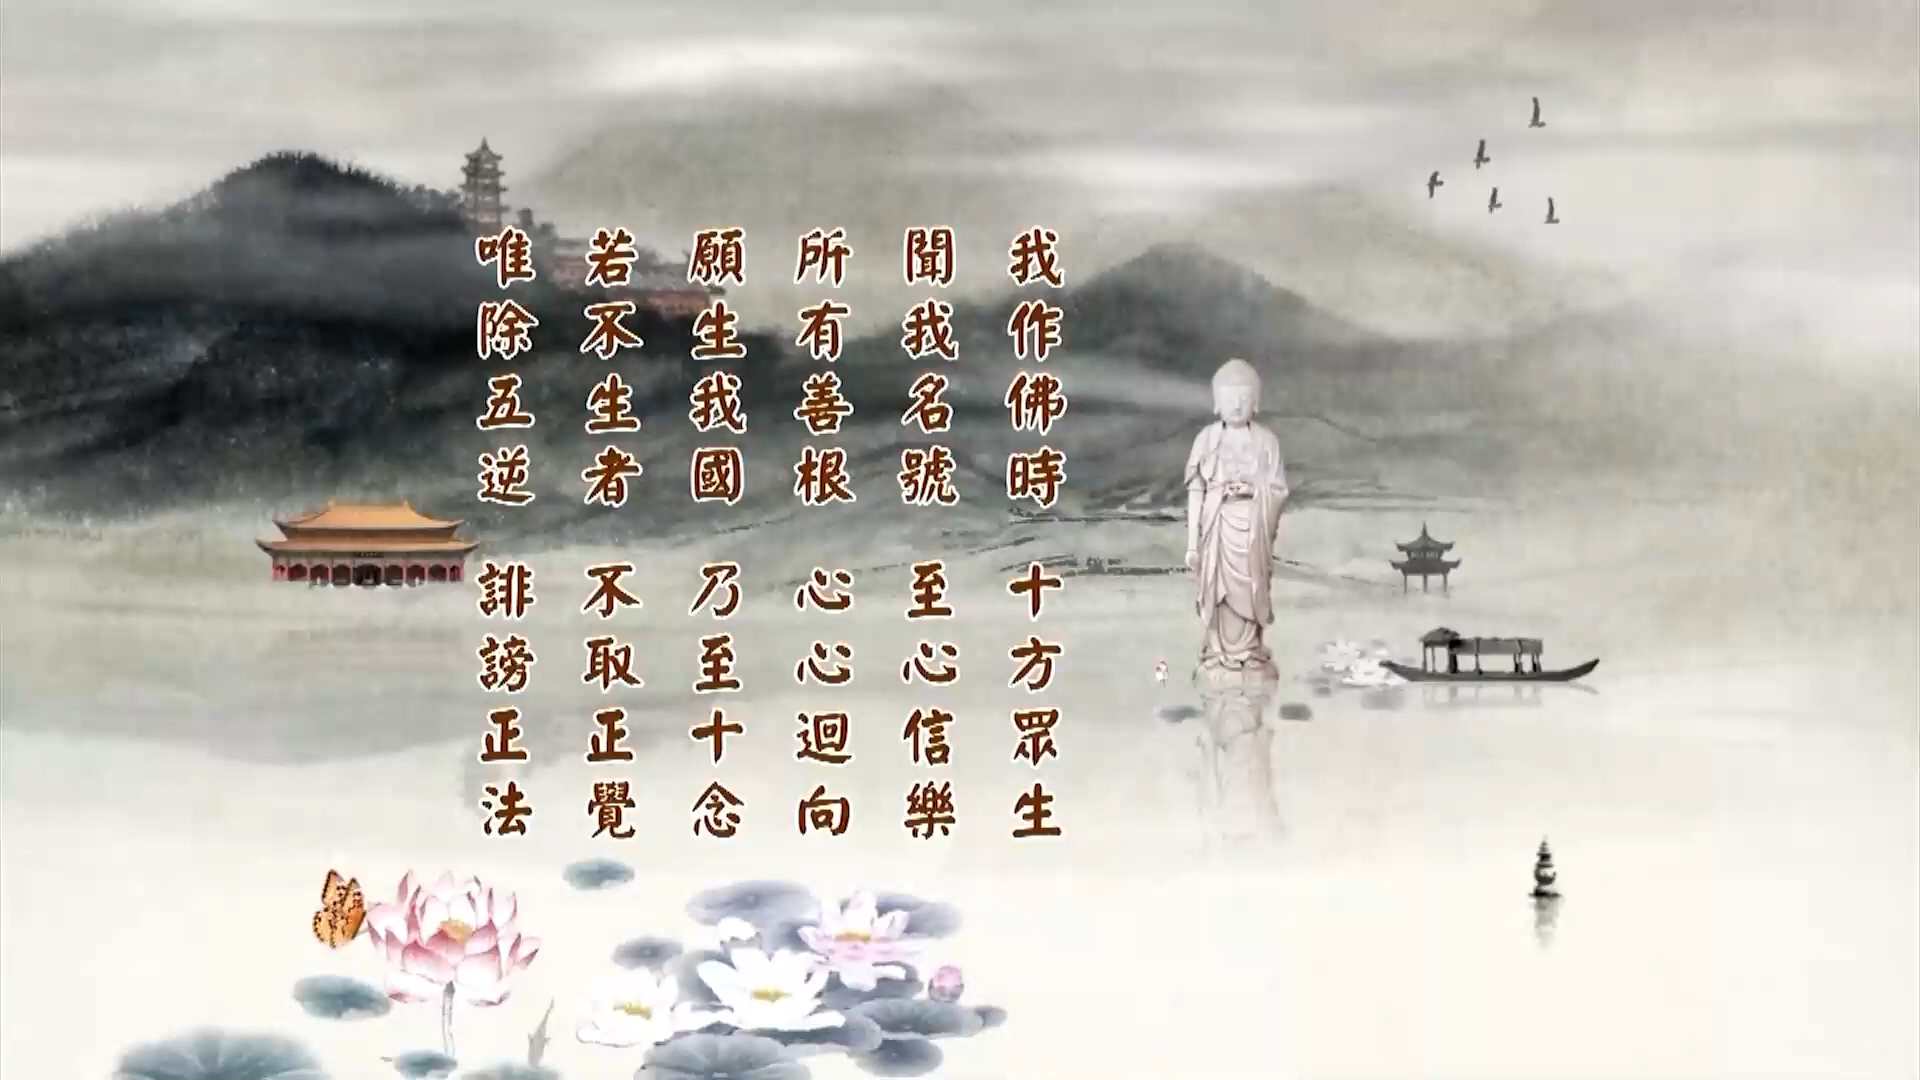 我作佛時 十方眾生
聞我名號 至心信樂
所有善根 心心迴向
願生我國 乃至十念
若不生者 不取正覺
唯除五逆 誹謗正法